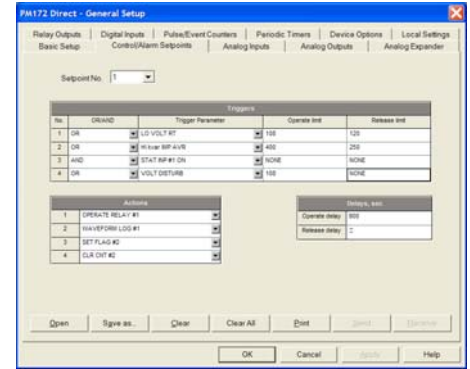 PM172 Direct - General Setup
Relay Outputs Digital Inputs Pulse/Event Counters Periodic Timers Device Options Local Settings
Basic Setup Control/Alarm Setpoints Analog Inputs Analog Outputs Analog Expander
Setpoint No. 1
Triggers
No. OR/AND Trigger Parameter Operate limit Release limit
1 OR LO VOLT RT 100 120
2 OR HI kvar IMP AVR 400 250
3 AND STAT INP #1 ON NONE NONE
4 OR VOLT DISTURB 100 NONE
Actions
1 OPERATE RELAY #1
2 WAVEFORM LOG #1
3 SET FLAG #2
4 CLR CNT #2
Delays, sec
Operate delay 600
Release delay
Open Save as.. Clear Clear All Print Send Receive
OK Cancel Apply Help